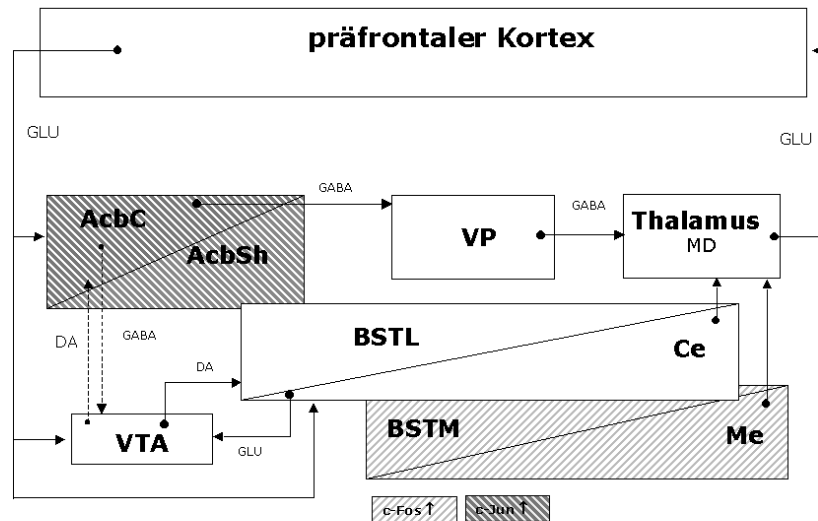 präfrontaler Kortex
GLU
GLU
GABA
AcbC
AcbSh
VP
GABA
Thalamus
MD
DA
GABA
BSTL
Ce
DA
VTA
GLU
BSTM
Me
c-Fos ↑
c-Jun ↑